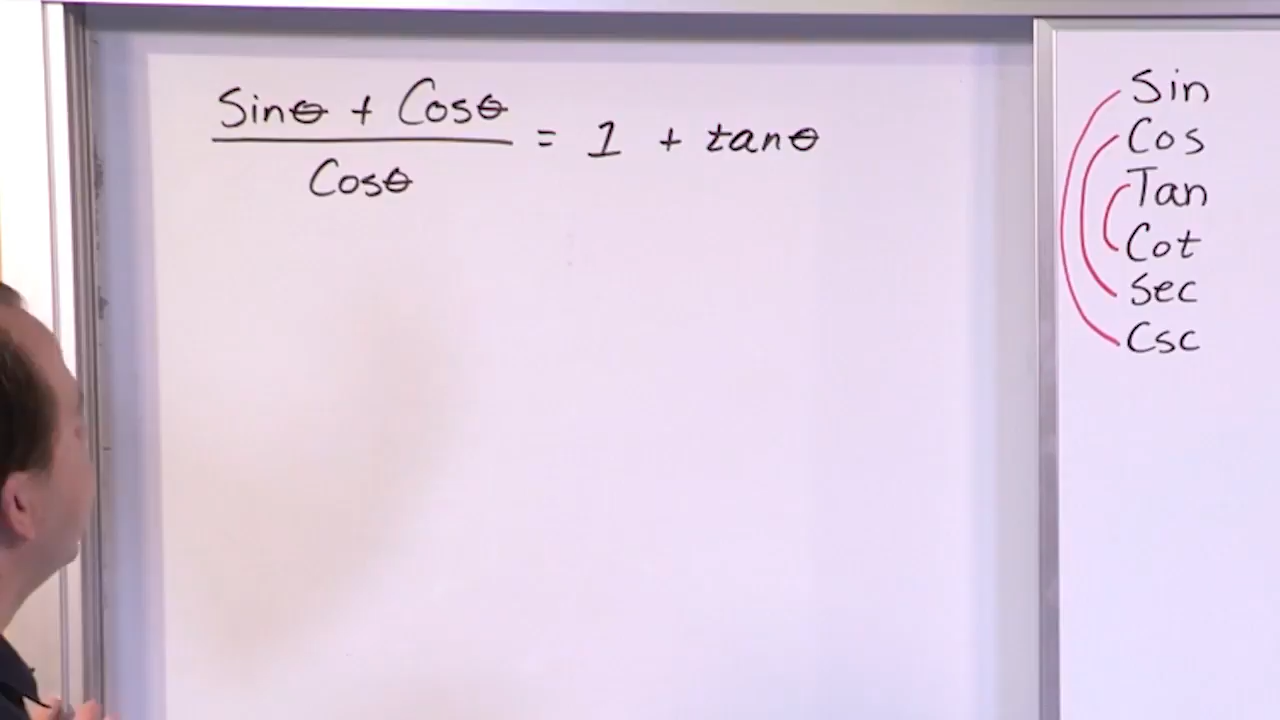 Sinθ + Cosθ
= 1 + tanθ
Cosθ
Sin
Cos
Tan
Cot
Sec
Csc